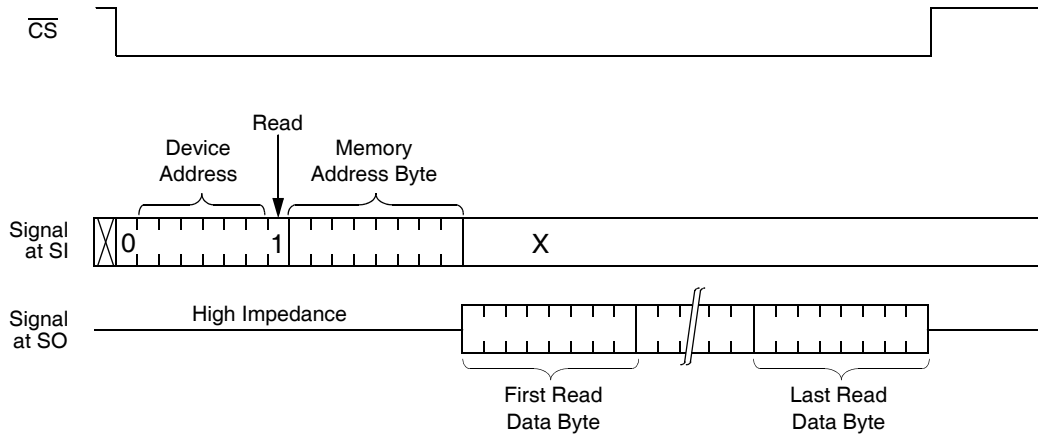 CS
Read
Device
Address
Memory
Address Byte
Signal
at SI
0
1
X
Signal
at SO
High Impedance
First Read
Data Byte
Last Read
Data Byte